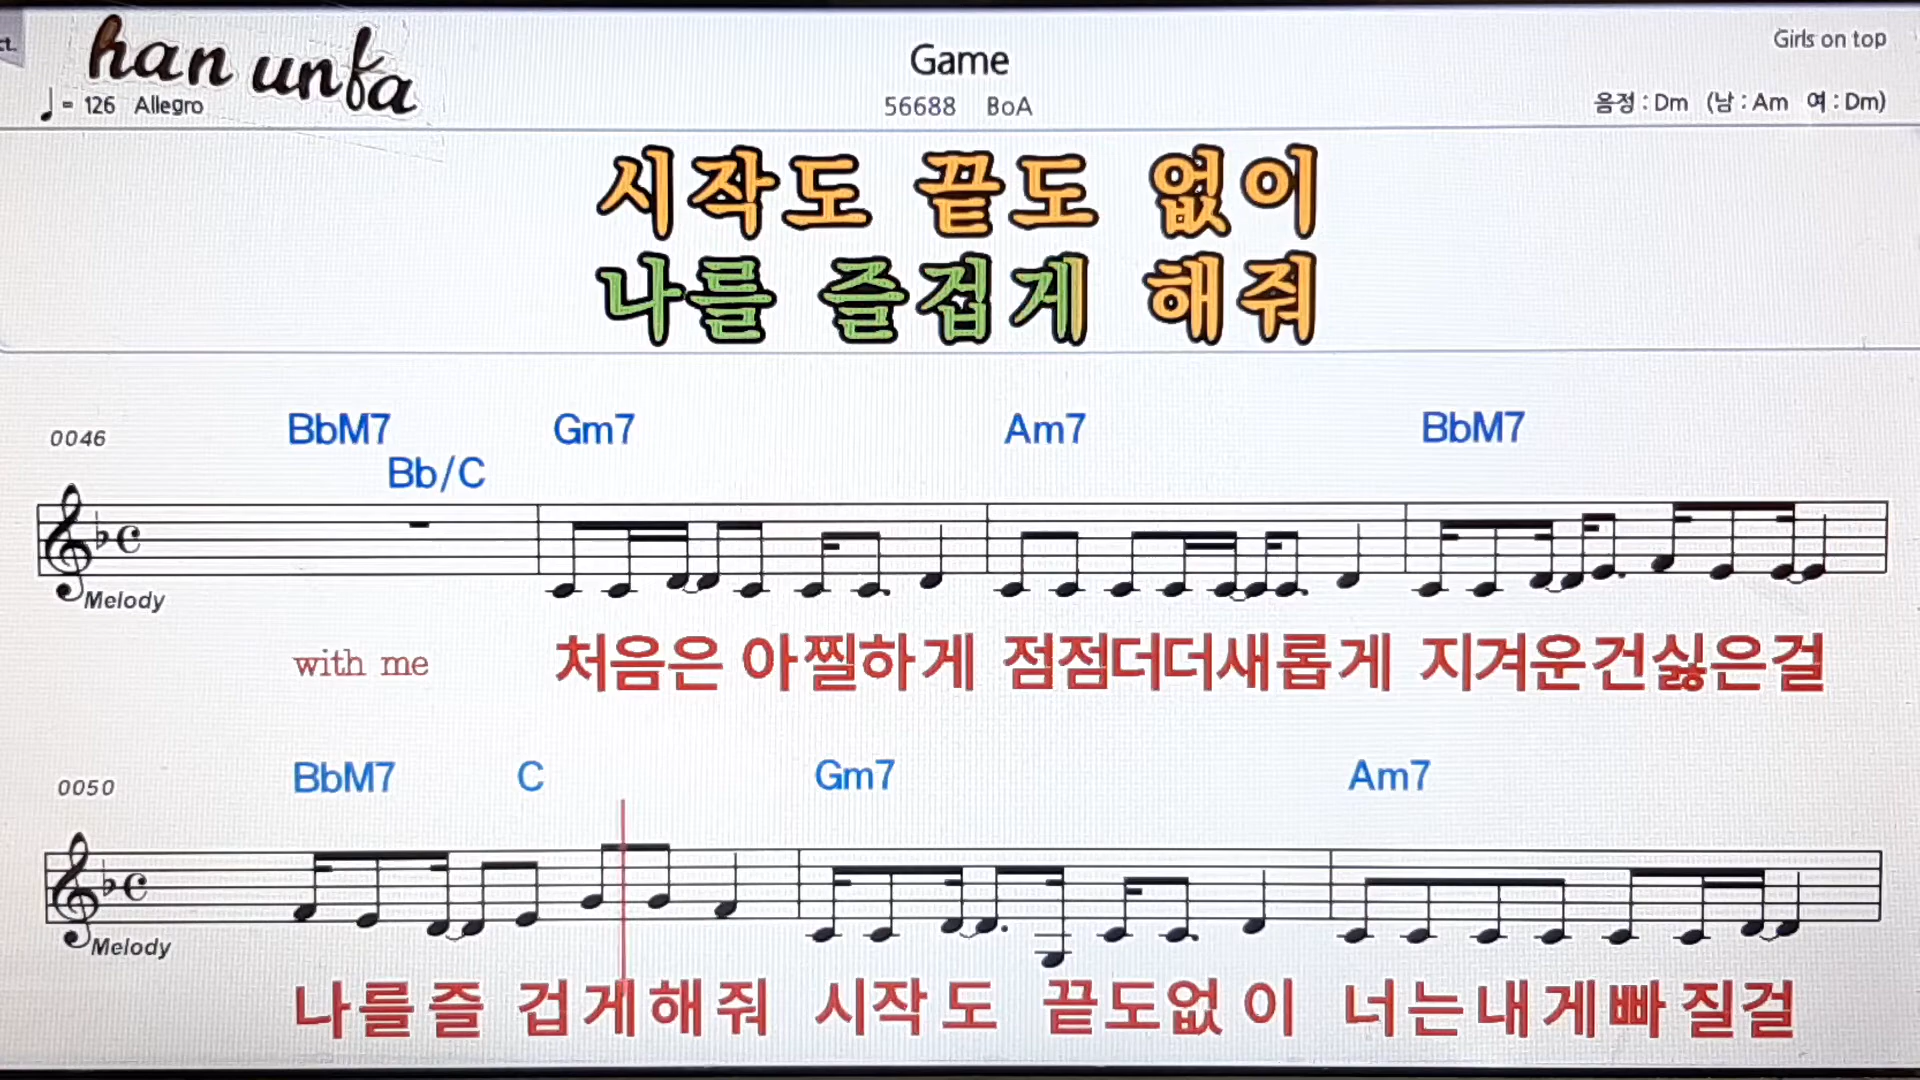 ct.
han unfa
Game
Girls on top
♩ = 126 Allegro
56688 BoA
음정 : Dm (남 : Am 여 : Dm)
시작도 끝도 없이
나를 즐겁게 해줘
0046 BbM7 Gm7 Am7 BbM7
Bb/C
Melody
with me 처음은 아찔하게 점점더더새롭게 지겨운건싫은걸
0050 BbM7 C Gm7 Am7
Melody
나를즐 겁게해줘 시작도 끝도없이 너는내게빠질걸